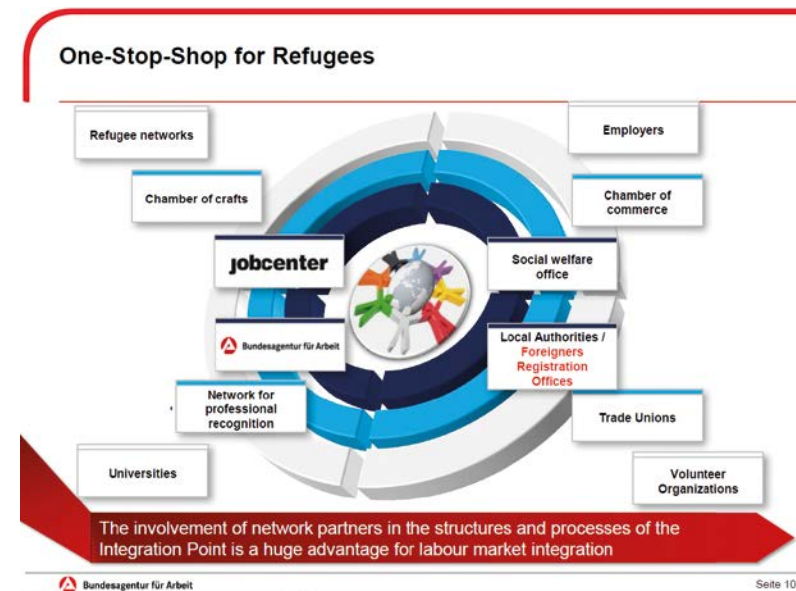 One-Stop-Shop for Refugees
Refugee networks
Employers
Chamber of crafts
Chamber of
commerce
jobcenter
Social welfare
office
Bundesagentur für Arbeit
Local Authorities /
Foreigners
Registration
Offices
Network for
professional
recognition
Trade Unions
Universities
Volunteer
Organizations
The involvement of network partners in the structures and processes of the
Integration Point is a huge advantage for labour market integration
Bundesagentur für Arbeit
Seite 10